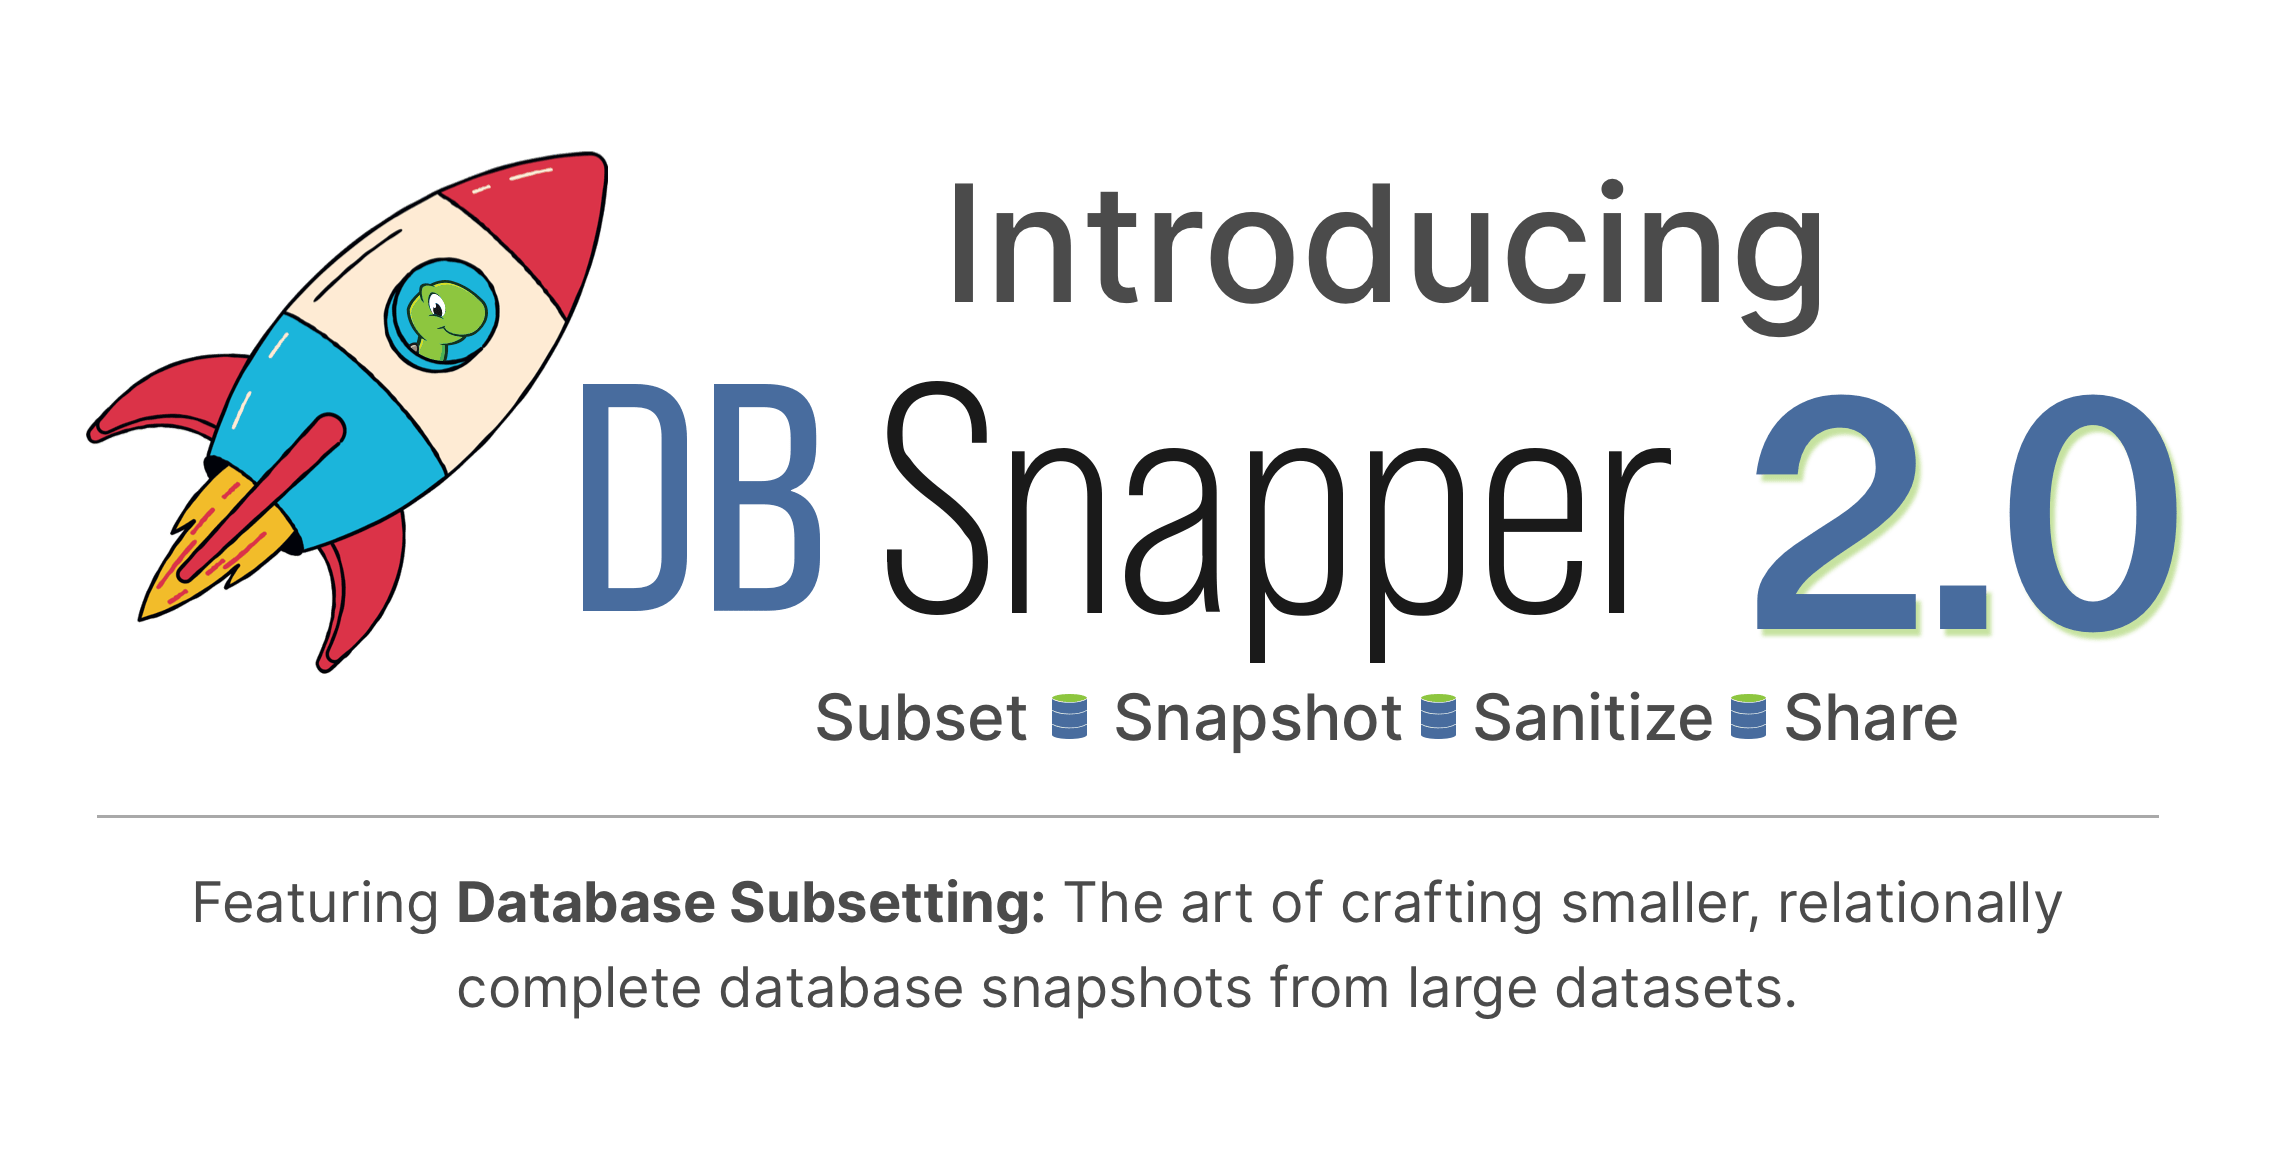 Introducing
DB Snapper 2.0
Subset Snapshot Sanitize Share
Featuring Database Subsetting: The art of crafting smaller, relationally
complete database snapshots from large datasets.